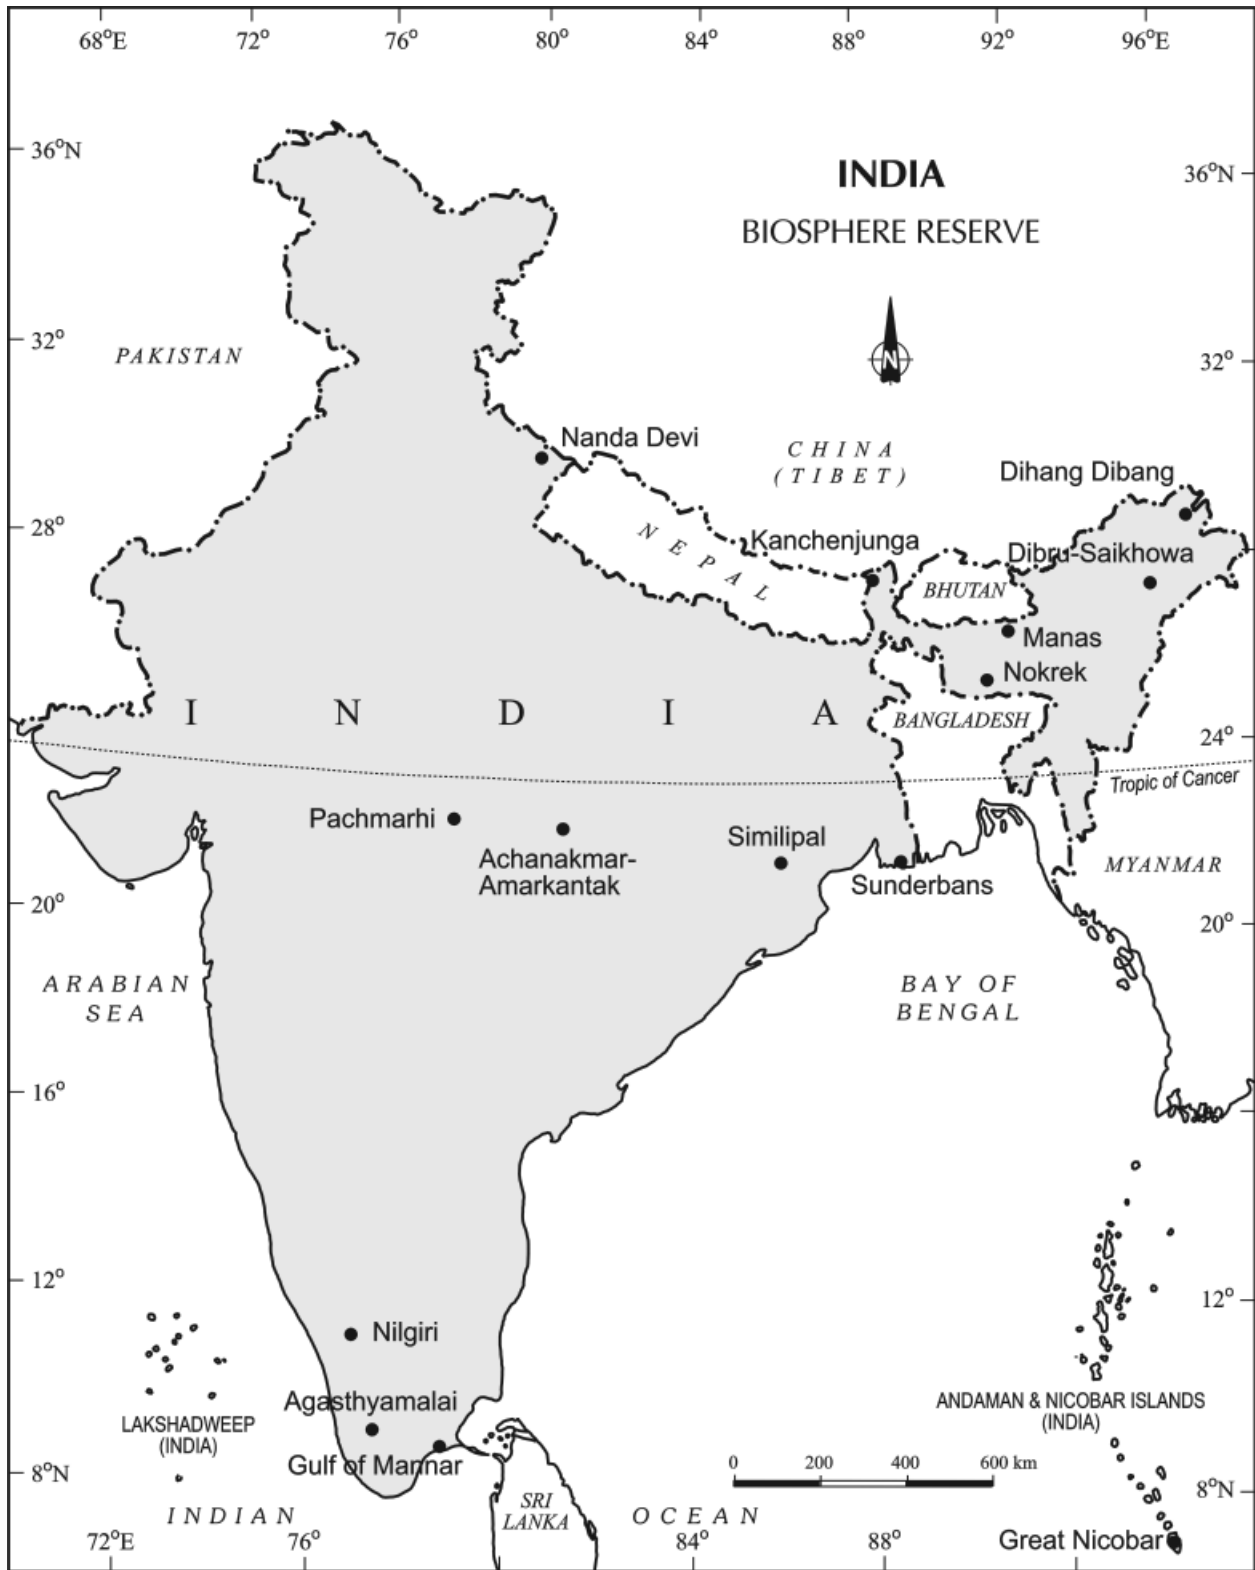 68°E 72° 76° 80° 84° 88° 92° 96°E
36°N
INDIA
36°N
BIOSPHERE RESERVE
32°
PAKISTAN
N
32°
Nanda Devi
CHINA
(TIBET)
Dihang Dibang
28°
NEPAL
Kanchenjunga
Dibru-Saikhowa
BHUTAN
Manas
Nokrek
INDIA
BANGLADESH
24°
Tropic of Cancer
Pachmarhi
Achanakmar-
Amarkantak
Similipal
Sunderbans
MYANMAR
20°
20°
ARABIAN
SEA
BAY OF
BENGAL
16°
12°
12°
Nilgiri
Agasthyamalai
LAKSHADWEEP
(INDIA)
Gulf of Mannar
ANDAMAN & NICOBAR ISLANDS
(INDIA)
8°N
0 200 400 600 km
8°N
INDIAN
SRI
LANKA
OCEAN
Great Nicobar
72°E 76° 84° 88°